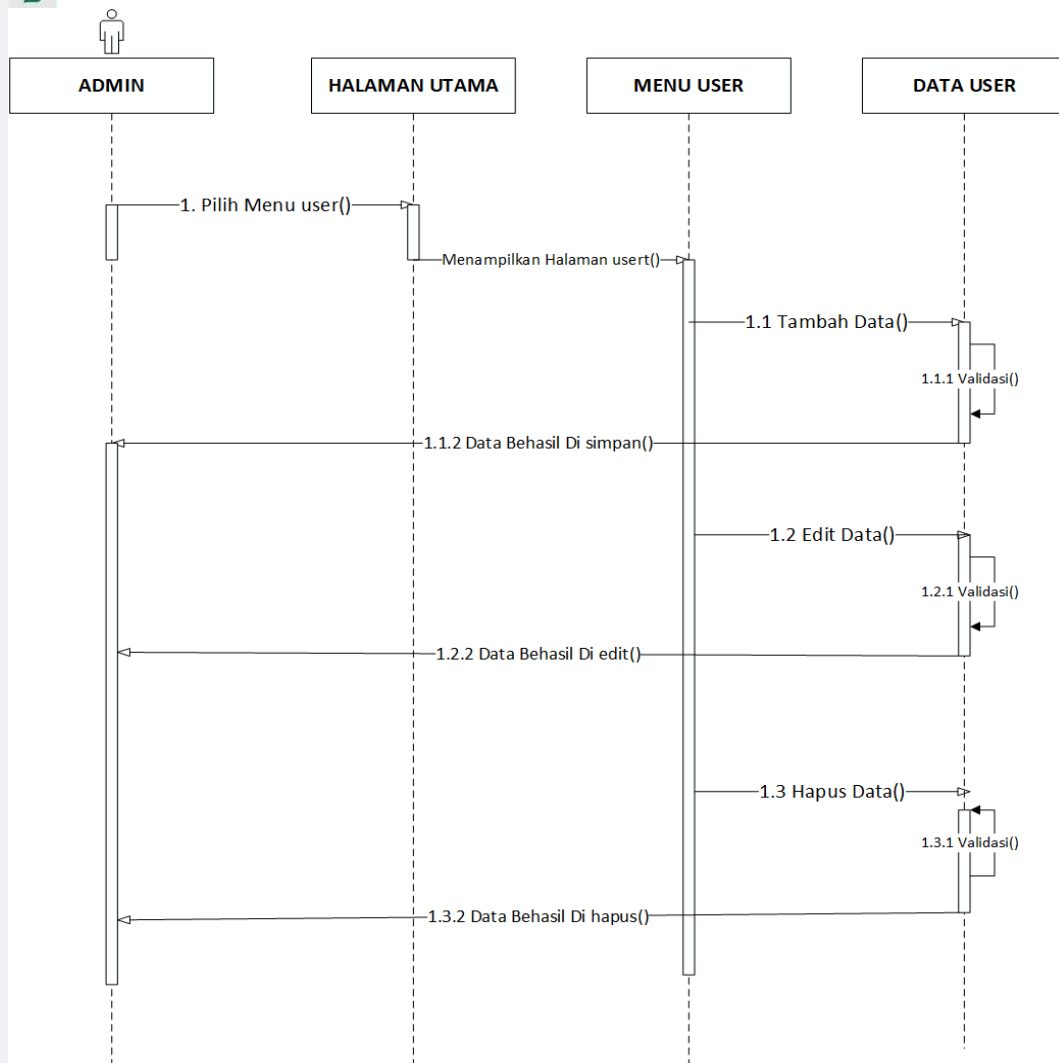 ADMIN
HALAMAN UTAMA
MENU USER
DATA USER
1. Pilih Menu user()
Menampilkan Halaman usert()
1.1 Tambah Data()
1.1.1 Validasi()
1.1.2 Data Behasil Di simpan()
1.2 Edit Data()
1.2.1 Validasi()
1.2.2 Data Behasil Di edit()
1.3 Hapus Data()
1.3.1 Validasi()
1.3.2 Data Behasil Di hapus()